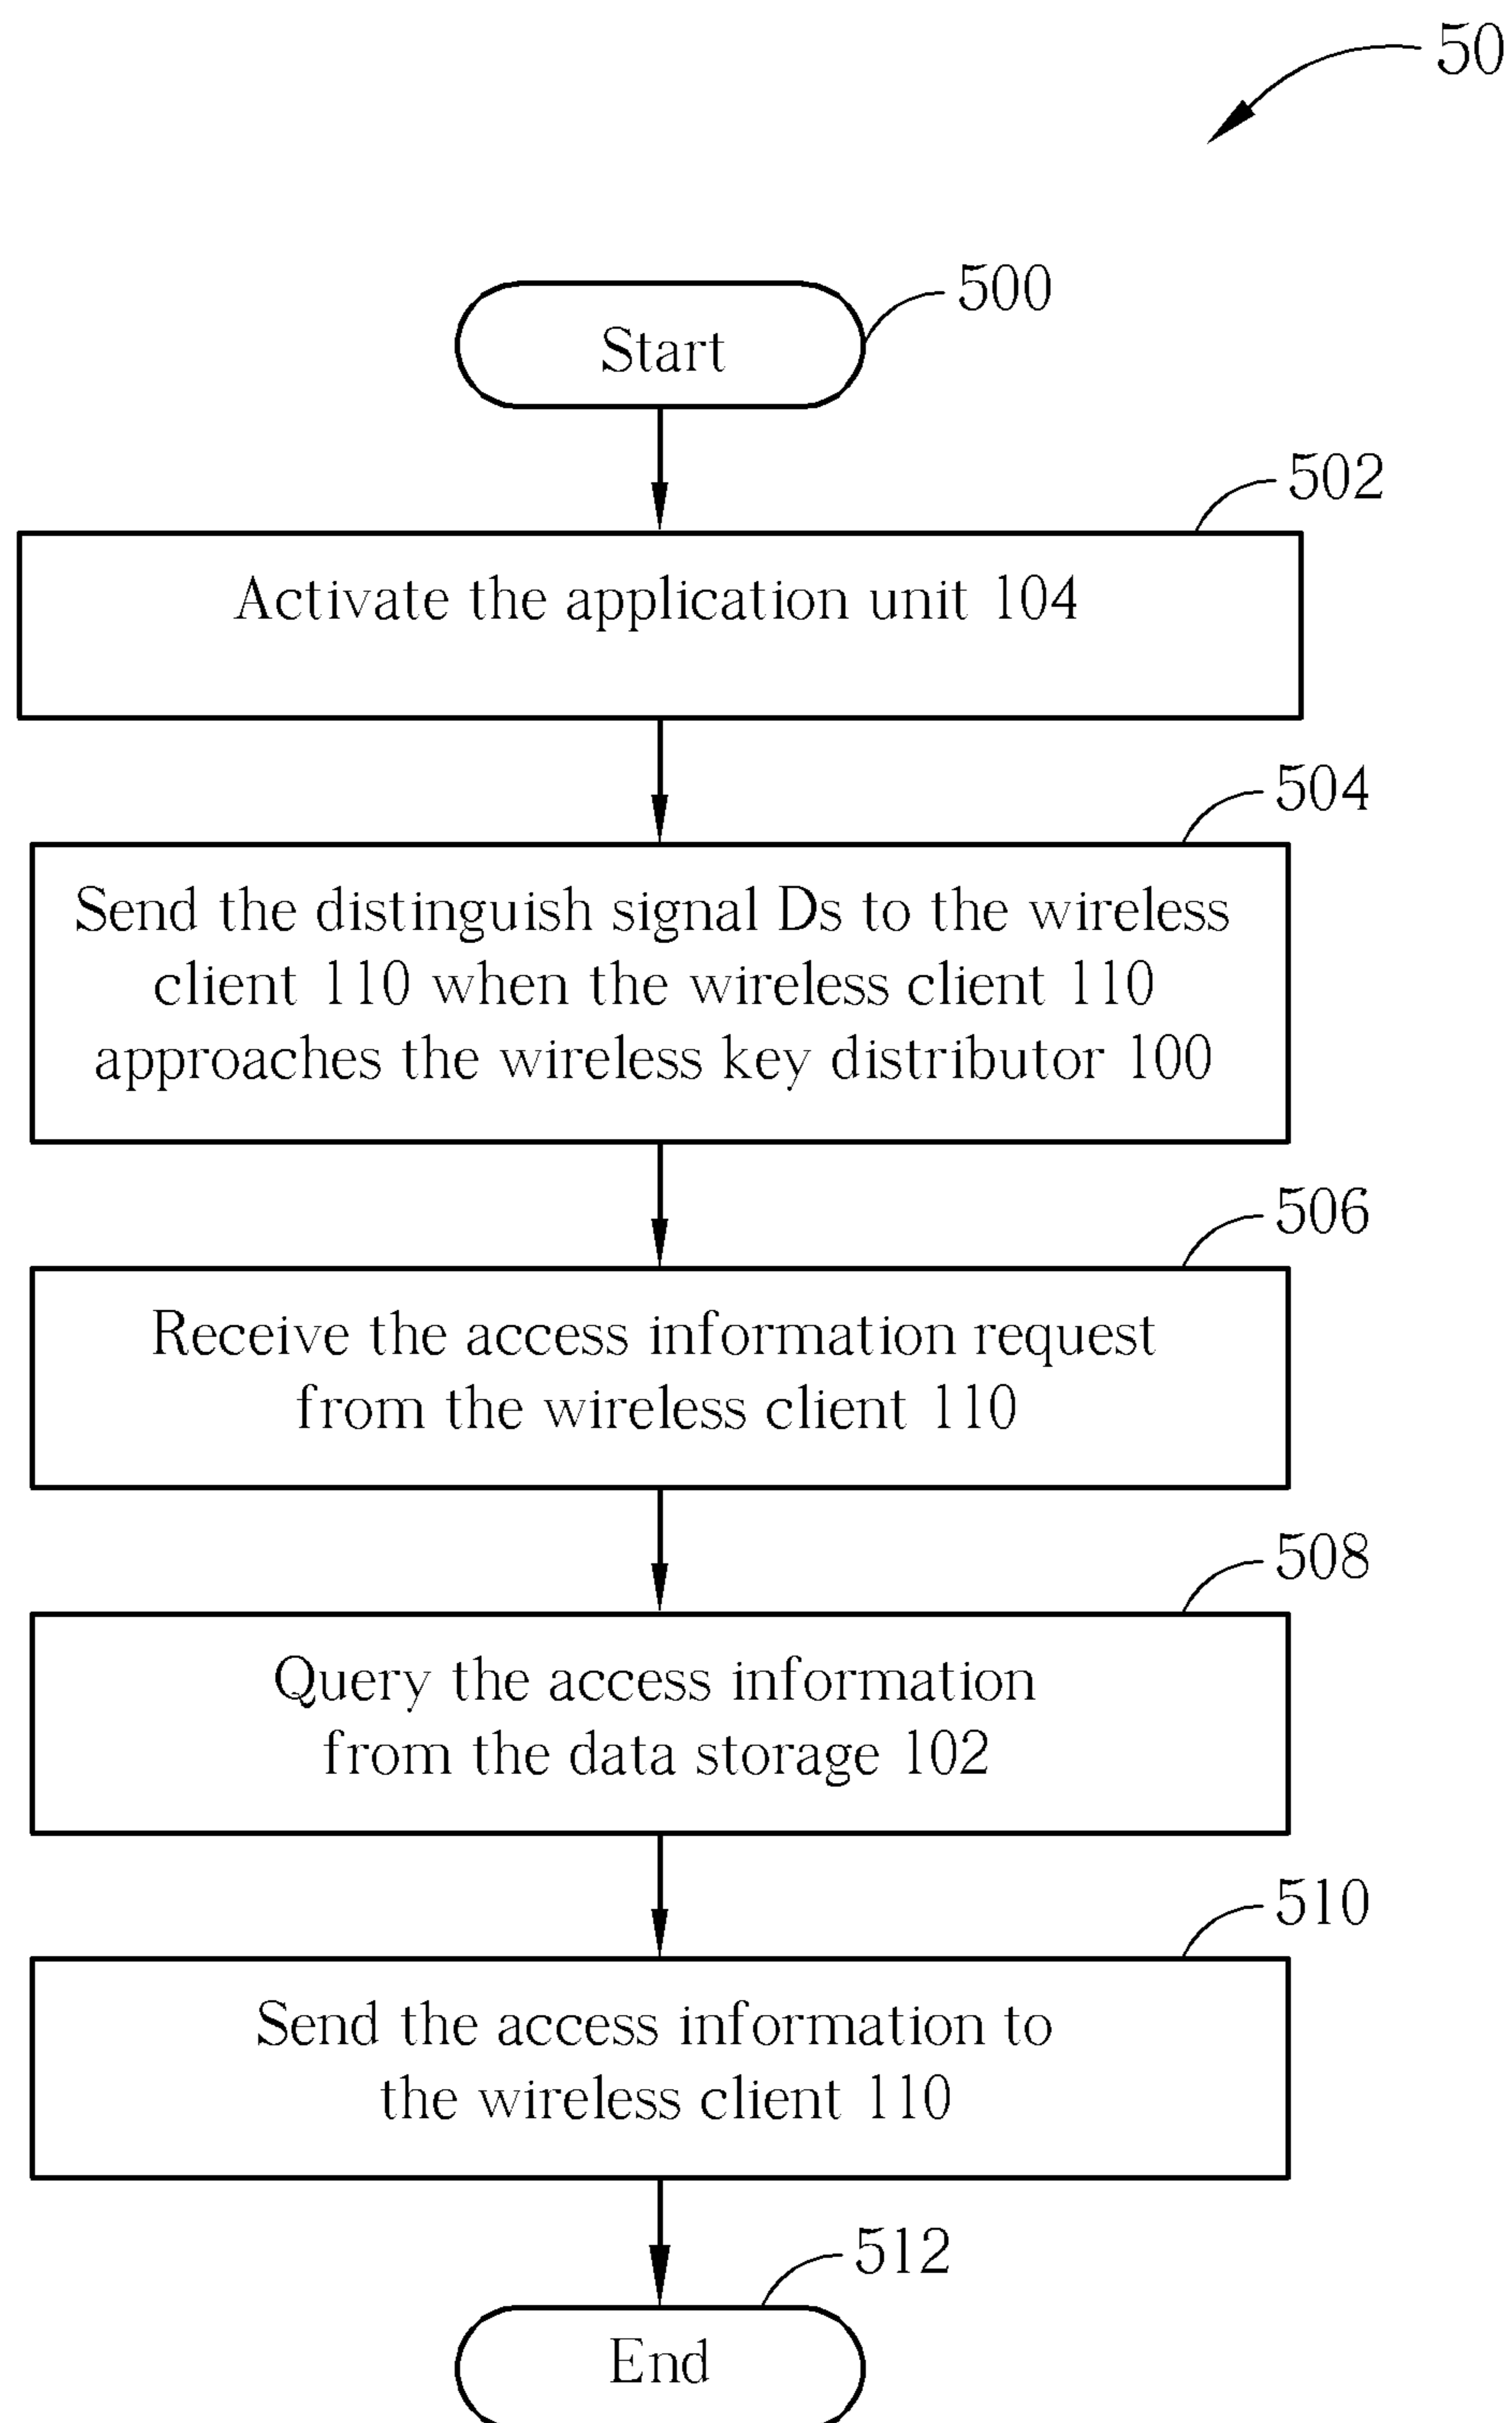 50
Start
500
502
Activate the application unit 104
504
Send the distinguish signal Ds to the wireless
client 110 when the wireless client 110
approaches the wireless key distributor 100
506
Receive the access information request
from the wireless client 110
508
Query the access information
from the data storage 102
510
Send the access information to
the wireless client 110
512
End